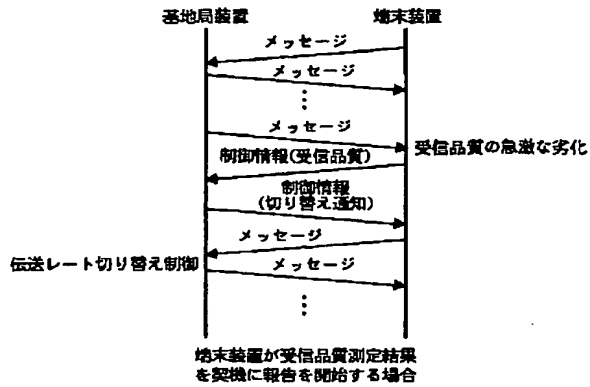 基地局装置 端末装置
メッセージ
メッセージ
メッセージ
受信品質の急激な劣化
制御情報(受信品質)
制御情報
(切り替え通知)
メッセージ
伝送レート切り替え制御
メッセージ
端末装置が受信品質測定結果
を契機に報告を開始する場合